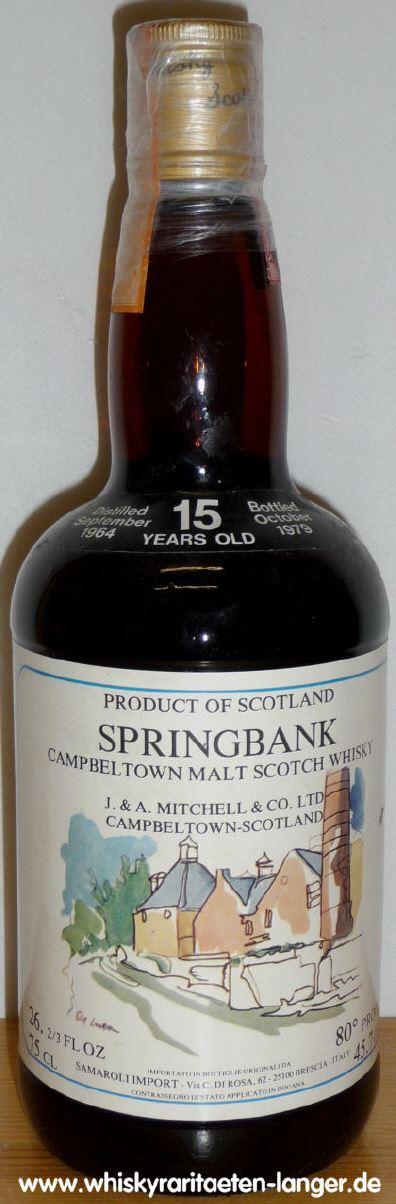 Distilled
September
1964
15
YEARS OLD
Bottled
October
1979
PRODUCT OF SCOTLAND
SPRINGBANK
CAMPBELTOWN MALT SCOTCH WHISKY
J. & A. MITCHELL & CO. LTD
CAMPBELTOWN-SCOTLAND
26. 2/3 FL OZ
75 CL
80° PROOF
45.7
IMPORTATO IN BOTTIGLIE ORIGINALI DA
SAMAROLI IMPORT - Via C. DI ROSA, 62 - 25100 BRESCIA - ITALY
CONTRASSEGNO DI STATO APPLICATO IN DOGANA
www.whiskyraritaeten-langer.de